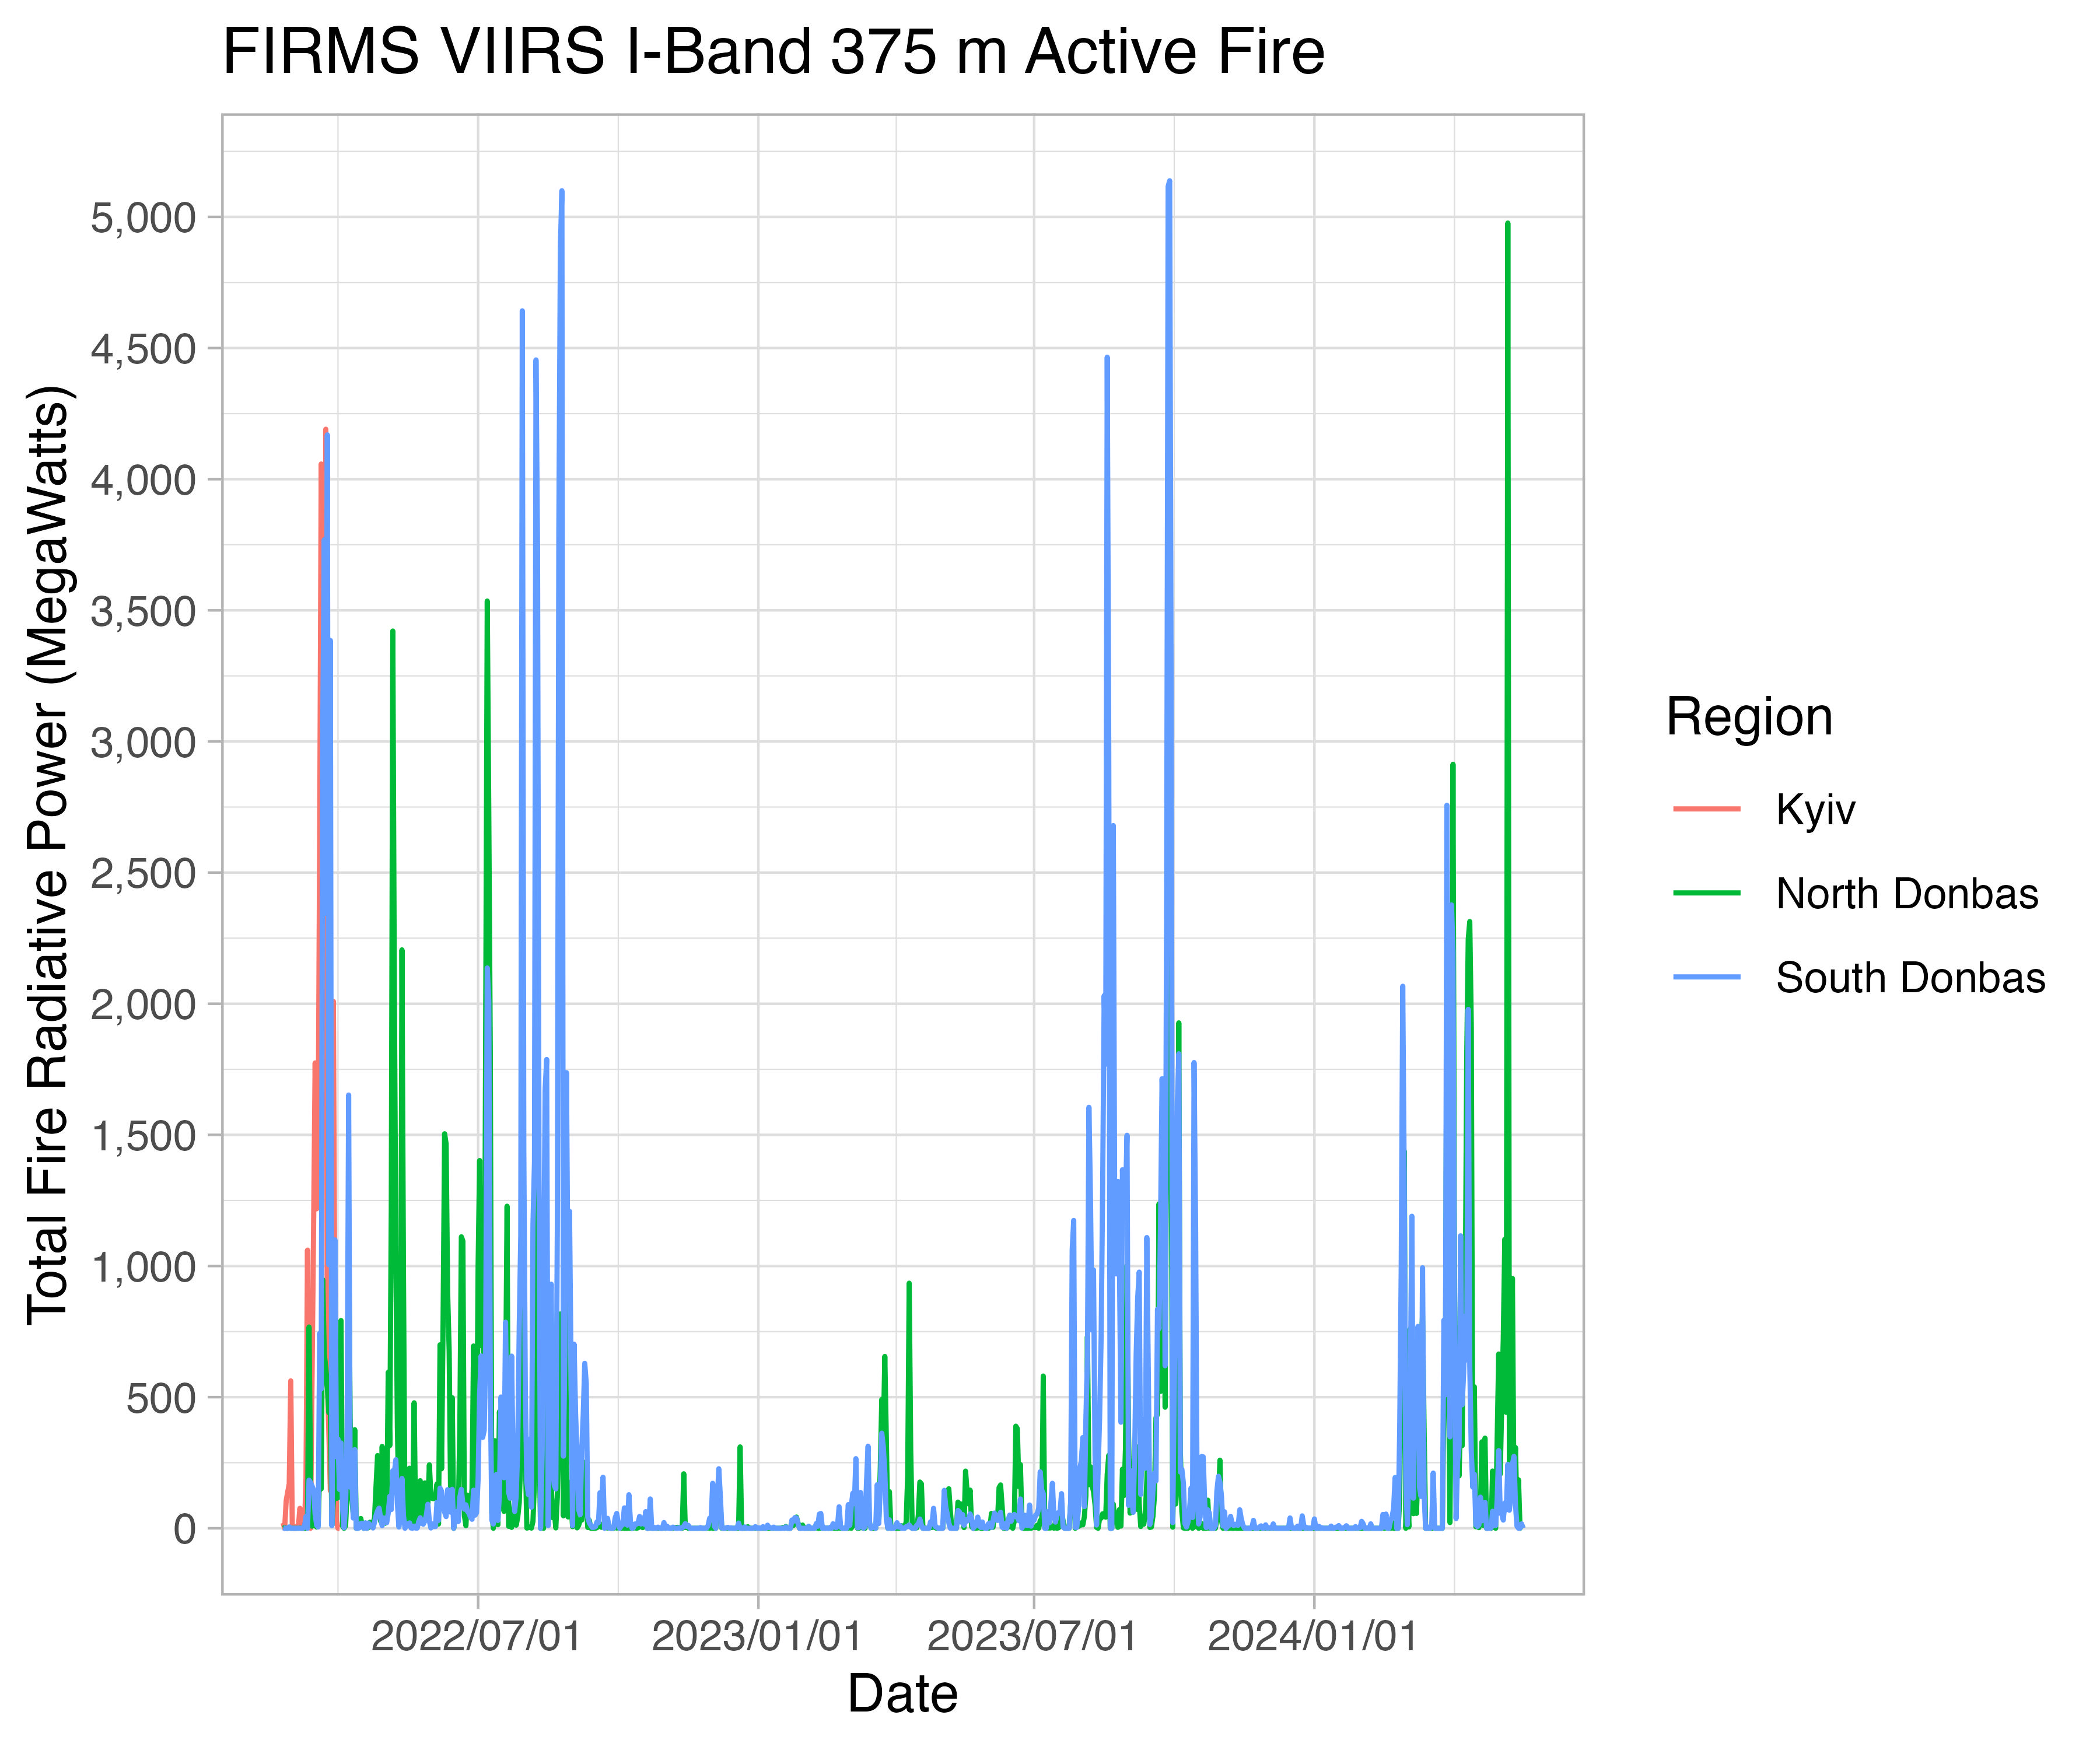 FIRMS VIIRS I-Band 375 m Active Fire
Total Fire Radiative Power (MegaWatts)
5,000
4,500
4,000
3,500
3,000
2,500
2,000
1,500
1,000
500
0
2022/07/01
2023/01/01
2023/07/01
2024/01/01
Date
Region
Kyiv
North Donbas
South Donbas